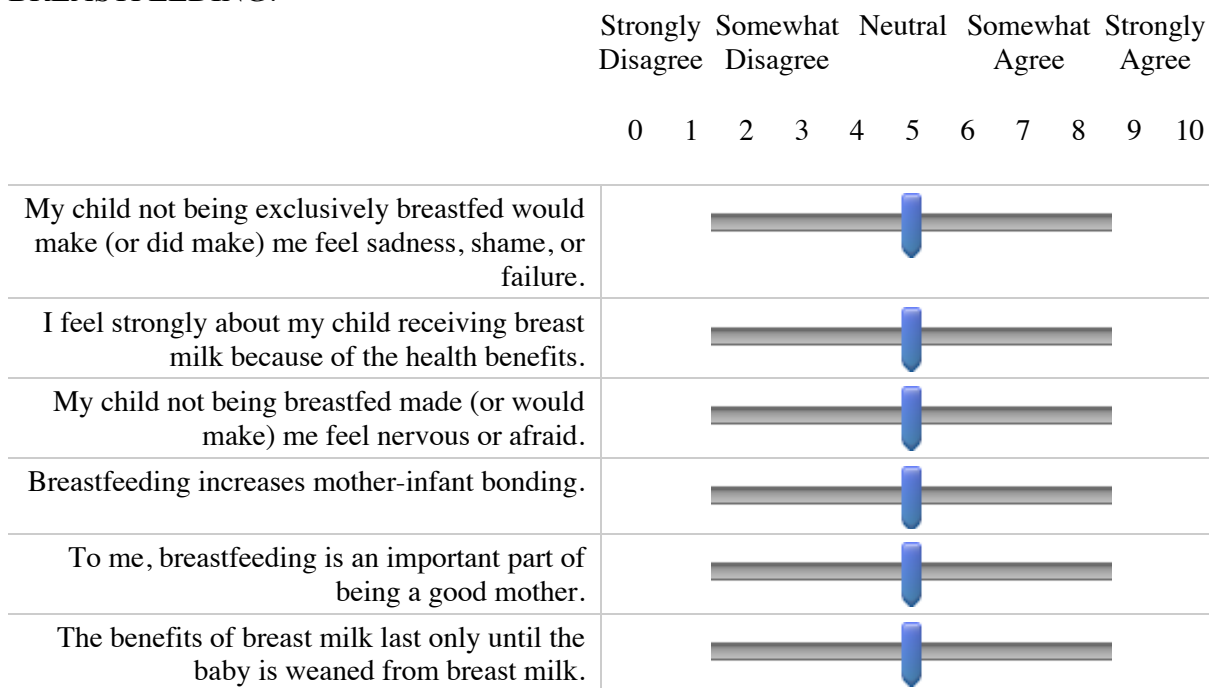 Strongly Somewhat Neutral Somewhat Strongly
Disagree Disagree Agree Agree
0 1 2 3 4 5 6 7 8 9 10
My child not being exclusively breastfed would
make (or did make) me feel sadness, shame, or
failure.
I feel strongly about my child receiving breast
milk because of the health benefits.
My child not being breastfed made (or would
make) me feel nervous or afraid.
Breastfeeding increases mother-infant bonding.
To me, breastfeeding is an important part of
being a good mother.
The benefits of breast milk last only until the
baby is weaned from breast milk.